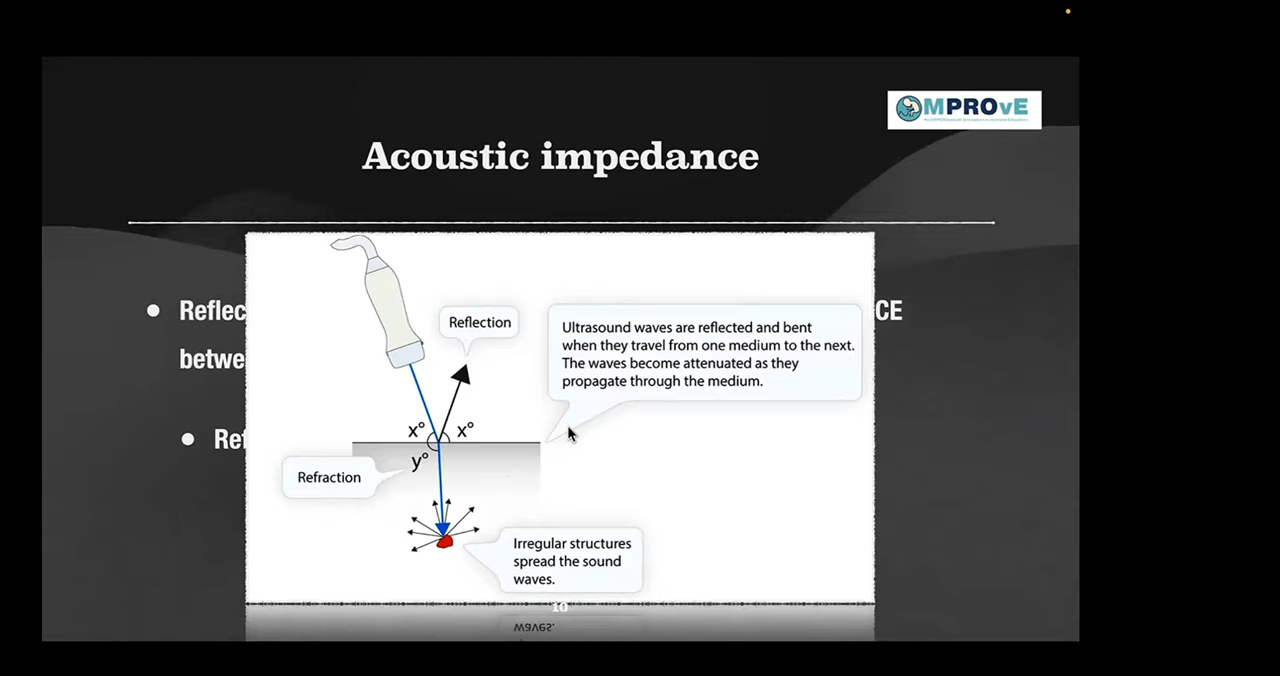 MPROvE
Acoustic impedance
Reflec
CE
betwe
Ref
Reflection
Ultrasound waves are reflected and bent
when they travel from one medium to the next.
The waves become attenuated as they
propagate through the medium.
x° x°
y°
Refraction
Irregular structures
spread the sound
waves.
10
waves.